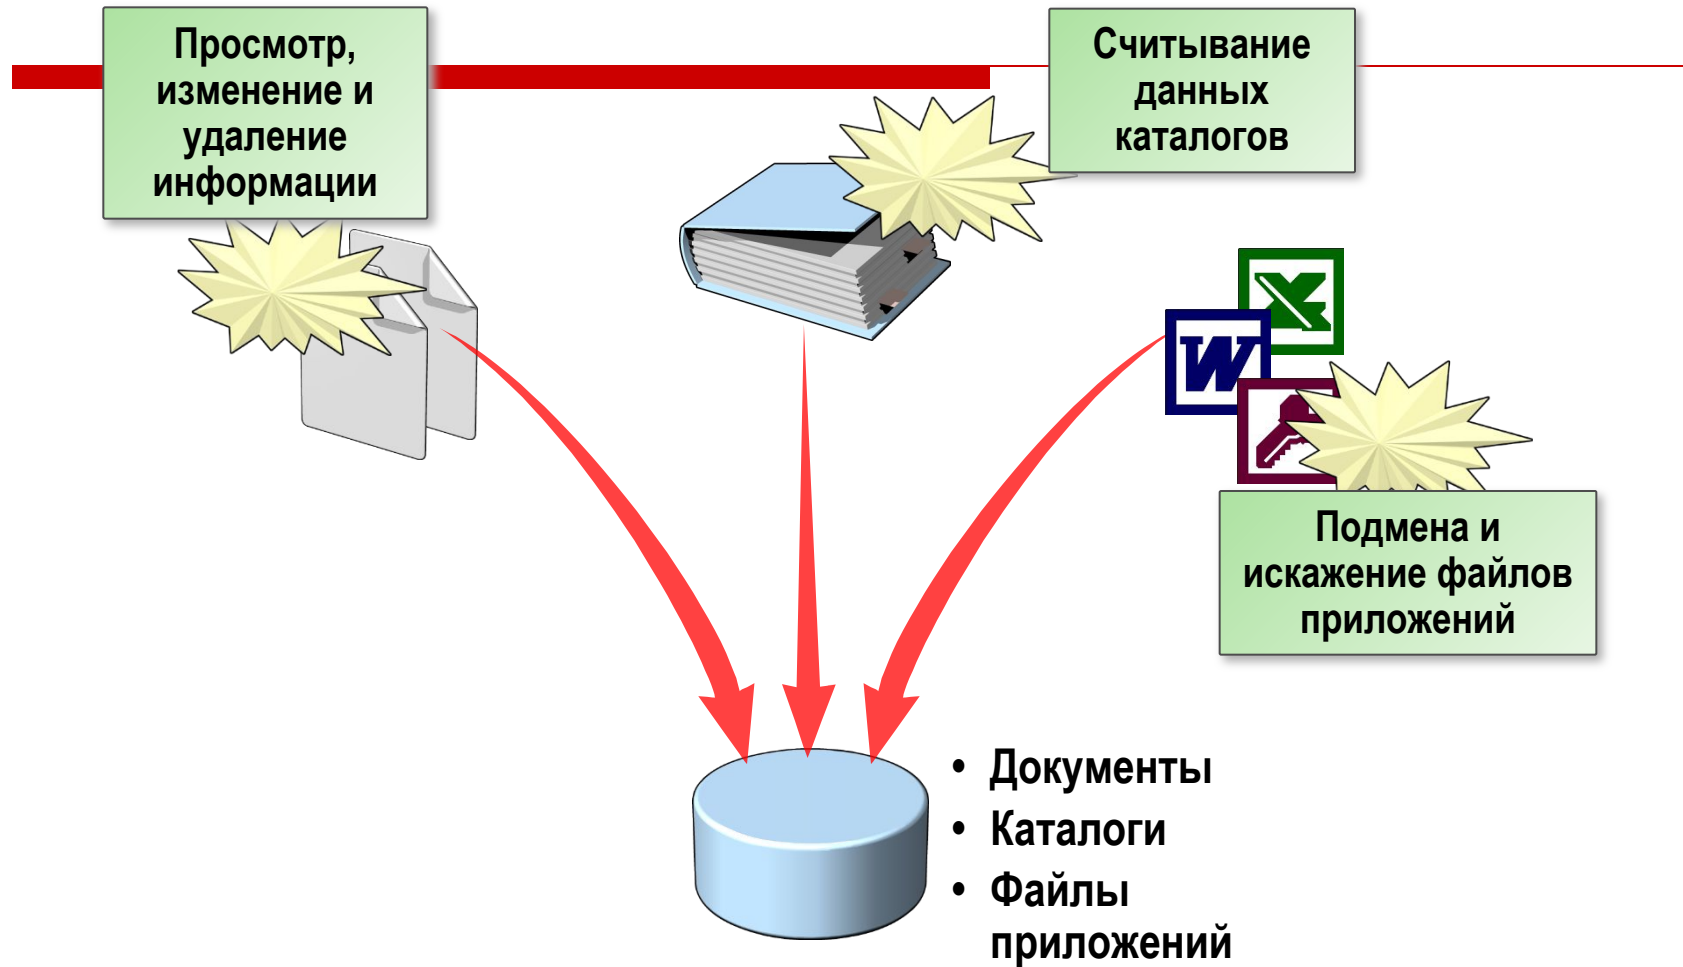 Просмотр,
изменение и
удаление
информации
Считывание
данных
каталогов
W
Подмена и
искажение файлов
приложений
• Документы
• Каталоги
• Файлы
приложений